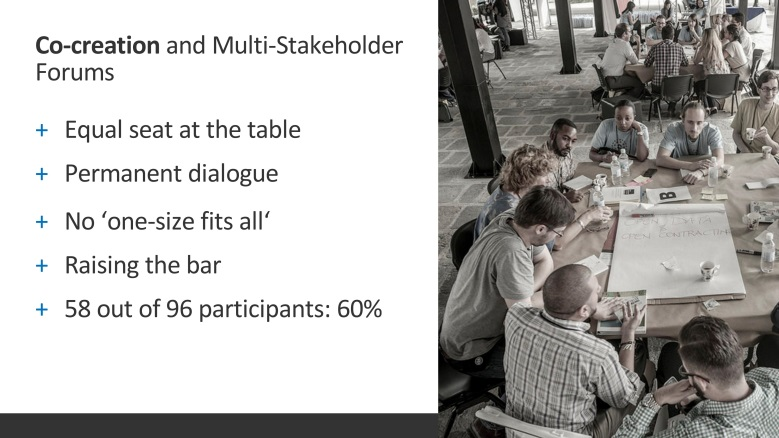 Co-creation and Multi-Stakeholder
Forums
+ Equal seat at the table
+ Permanent dialogue
+ No ‘one-size fits all‘
+ Raising the bar
+ 58 out of 96 participants: 60%
B
OPEN CONTRACTING